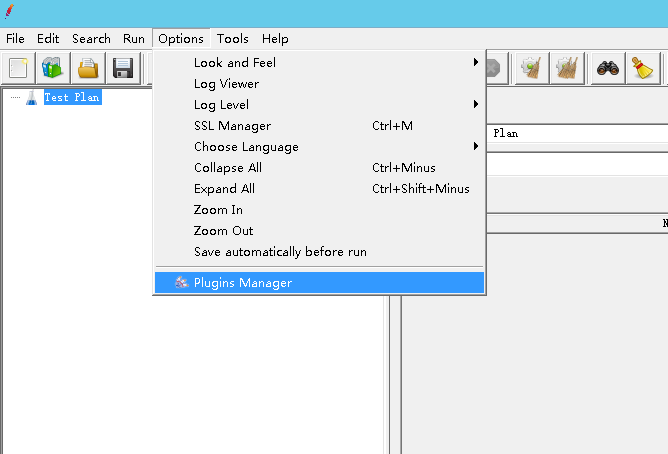 File Edit Search Run Options Tools Help
Look and Feel
Log Viewer
Log Level
SSL Manager Ctrl+M
Choose Language
Collapse All Ctrl+Minus
Expand All Ctrl+Shift+Minus
Zoom In
Zoom Out
Save automatically before run
Plugins Manager
Test Plan
Plan
N